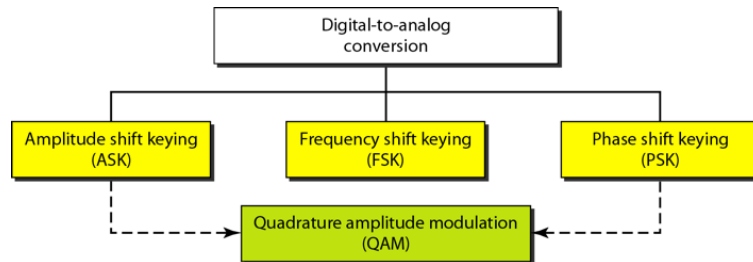 Digital-to-analog
conversion
Amplitude shift keying
(ASK)
Frequency shift keying
(FSK)
Phase shift keying
(PSK)
Quadrature amplitude modulation
(QAM)